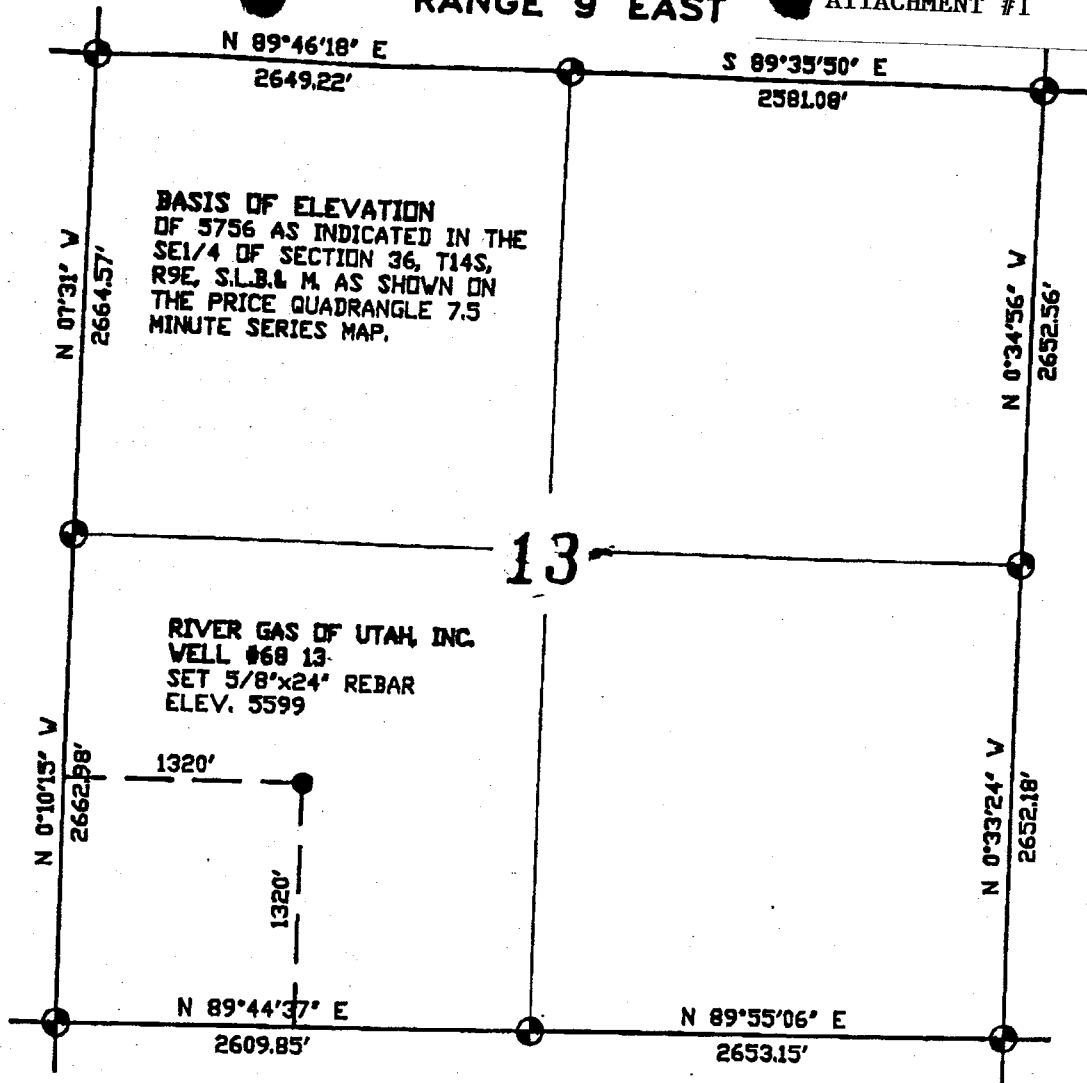 RANGE 9 EAST
ATTACHMENT #1
N 89°46'18" E
2649.22'
S 89°35'50" E
2581.08'
BASIS OF ELEVATION
OF 5756 AS INDICATED IN THE
SE1/4 OF SECTION 36, T14S,
R9E, S.L.B.& M. AS SHOWN ON
THE PRICE QUADRANGLE 7.5
MINUTE SERIES MAP.
N 07'31" W
2664.57'
N 0°34'56" W
2652.56'
13
RIVER GAS OF UTAH, INC.
WELL #68 13
SET 5/8"x24" REBAR
ELEV. 5599
N 0°10'15" W
2662.98'
1320'
1320'
N 0°33'24" W
2652.18'
N 89°44'37" E
2609.85'
N 89°55'06" E
2653.15'